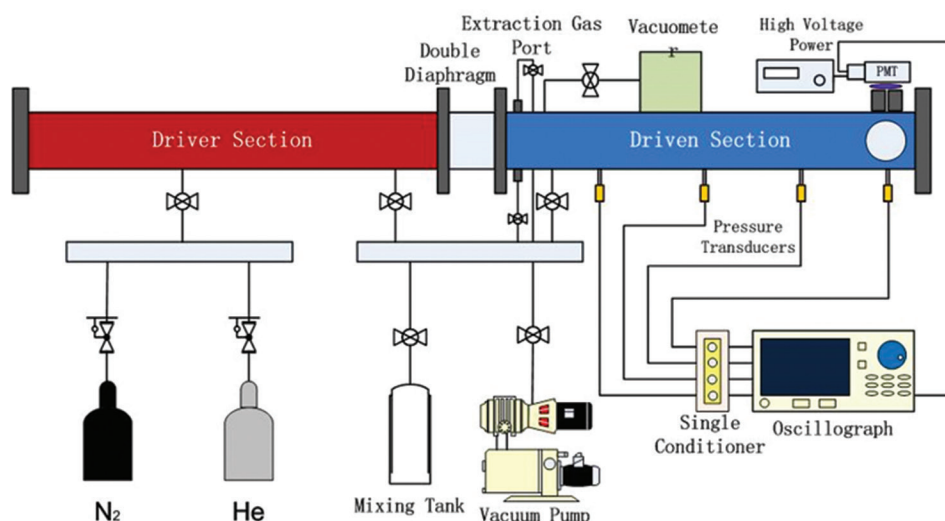 Extraction Gas
Port
Double
Diaphragm
Vacuomete
r
High Voltage
Power
PMT
Driver Section
Driven Section
Pressure
Transducers
Single
Conditioner
Oscillograph
Mixing Tank
Vacuum Pump
N₂
He